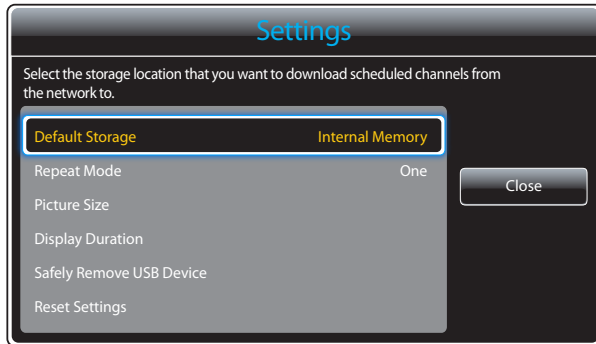 Settings
Select the storage location that you want to download scheduled channels from
the network to.
Default Storage Internal Memory
Repeat Mode One
Picture Size
Display Duration
Safely Remove USB Device
Reset Settings
Close